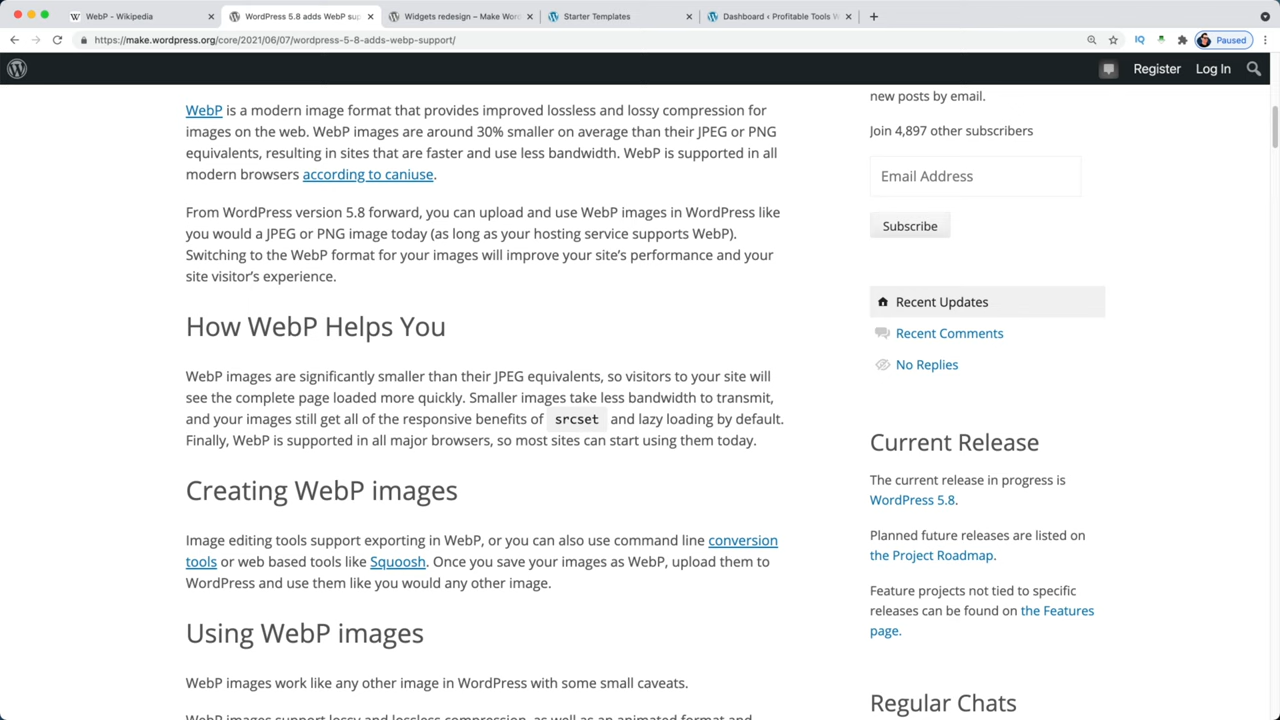 WebP - Wikipedia
WordPress 5.8 adds WebP sup
Widgets redesign – Make Wor
Starter Templates
Dashboard ‹ Profitable Tools W
https://make.wordpress.org/core/2021/06/07/wordpress-5-8-adds-webp-support/
IQ
Paused
Register
Log In
WebP is a modern image format that provides improved lossless and lossy compression for
images on the web. WebP images are around 30% smaller on average than their JPEG or PNG
equivalents, resulting in sites that are faster and use less bandwidth. WebP is supported in all
modern browsers according to caniuse.
From WordPress version 5.8 forward, you can upload and use WebP images in WordPress like
you would a JPEG or PNG image today (as long as your hosting service supports WebP).
Switching to the WebP format for your images will improve your site's performance and your
site visitor's experience.
How WebP Helps You
WebP images are significantly smaller than their JPEG equivalents, so visitors to your site will
see the complete page loaded more quickly. Smaller images take less bandwidth to transmit,
and your images still get all of the responsive benefits of srcset and lazy loading by default.
Finally, WebP is supported in all major browsers, so most sites can start using them today.
Creating WebP images
Image editing tools support exporting in WebP, or you can also use command line conversion
tools or web based tools like Squoosh. Once you save your images as WebP, upload them to
WordPress and use them like you would any other image.
Using WebP images
WebP images work like any other image in WordPress with some small caveats.
WebP images support lossy and lossless compression, as well as an animated format and
new posts by email.
Join 4,897 other subscribers
Email Address
Subscribe
Recent Updates
Recent Comments
No Replies
Current Release
The current release in progress is
WordPress 5.8.
Planned future releases are listed on
the Project Roadmap.
Feature projects not tied to specific
releases can be found on the Features
page.
Regular Chats